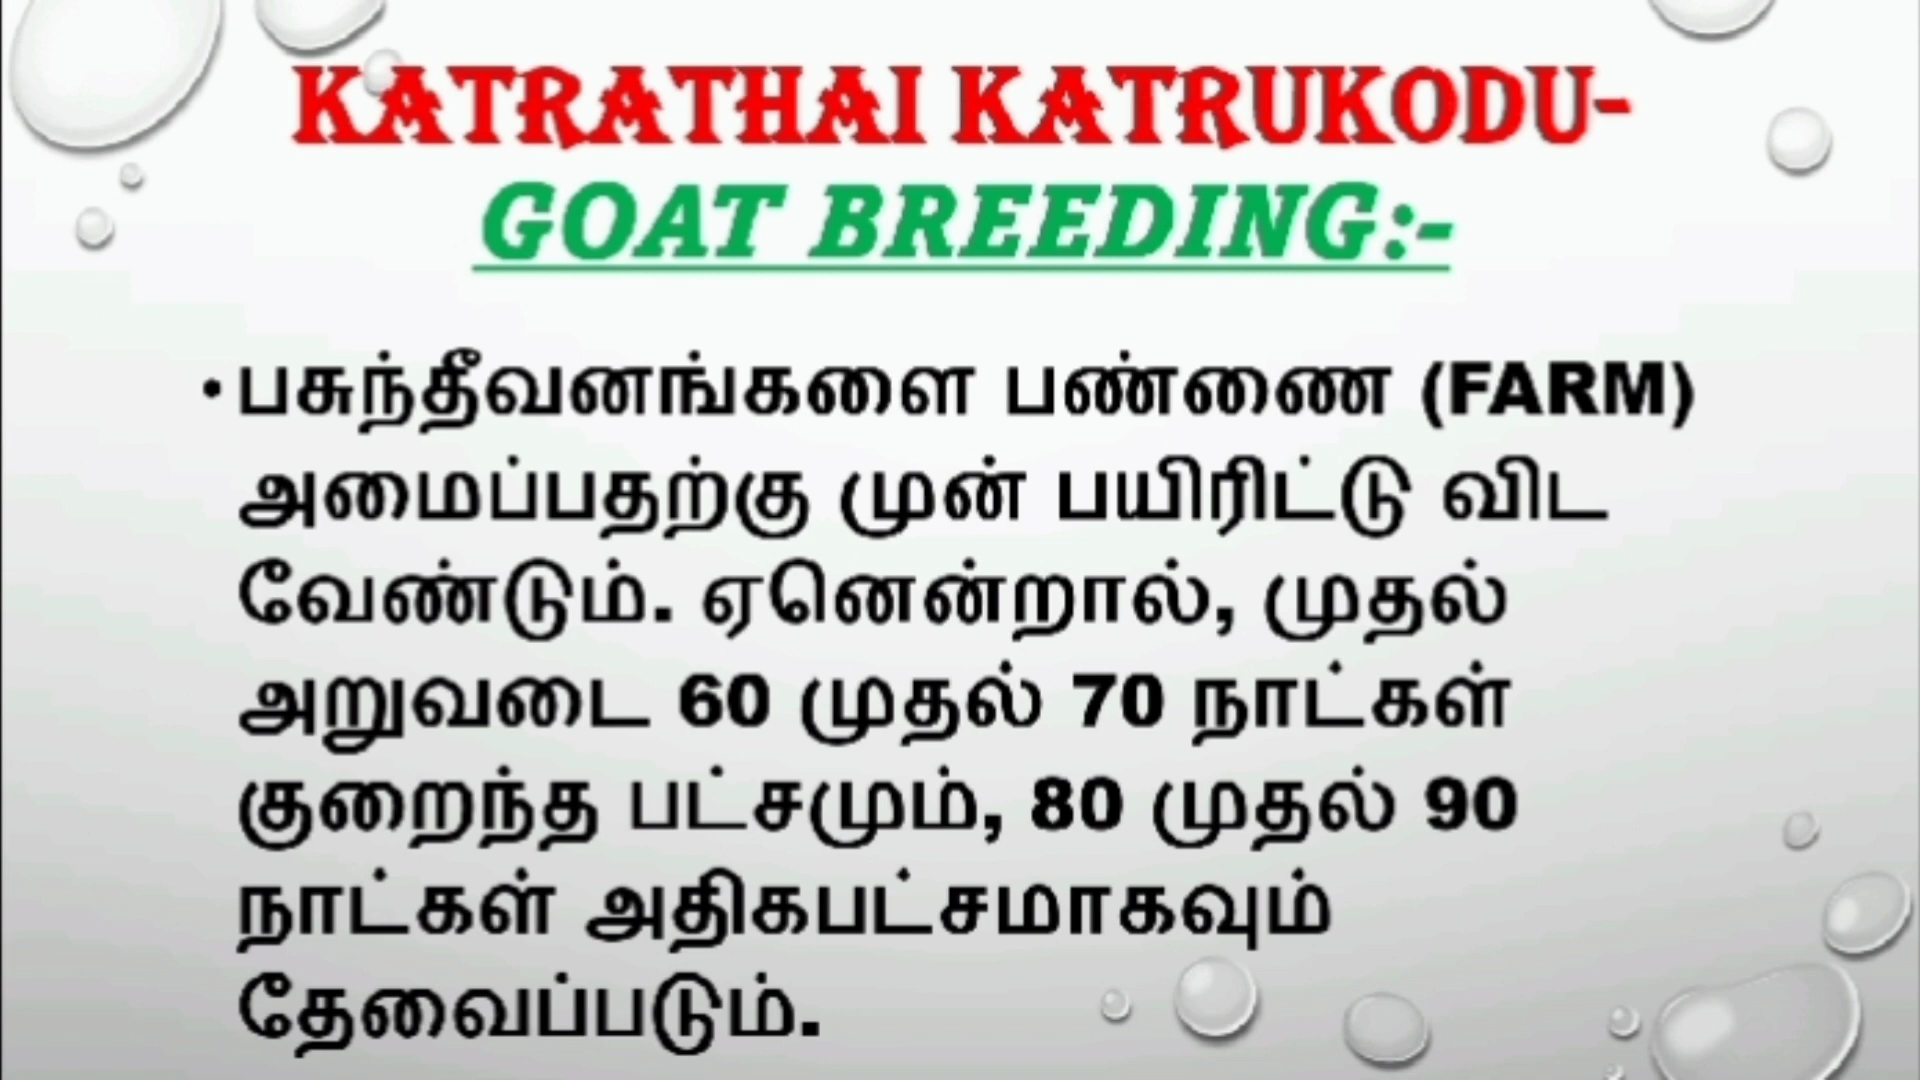 KATRATHAI KATRUKODU-
GOAT BREEDING:-
• பசுந்தீவனங்களை பண்ணை (FARM)
அமைப்பதற்கு முன் பயிரிட்டு விட
வேண்டும். ஏனென்றால், முதல்
அறுவடை 60 முதல் 70 நாட்கள்
குறைந்த பட்சமும், 80 முதல் 90
நாட்கள் அதிகபட்சமாகவும்
தேவைப்படும்.